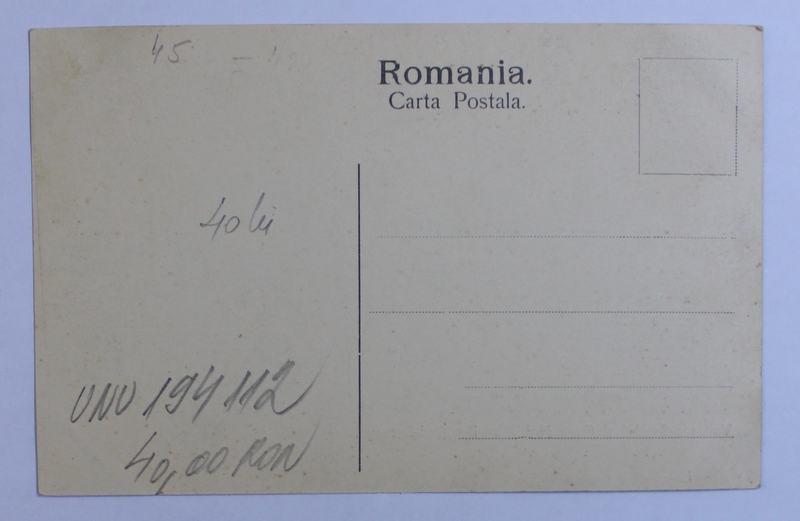 45
Romania.
Carta Postala.
40 lei
UNU 194112
40,00 RON